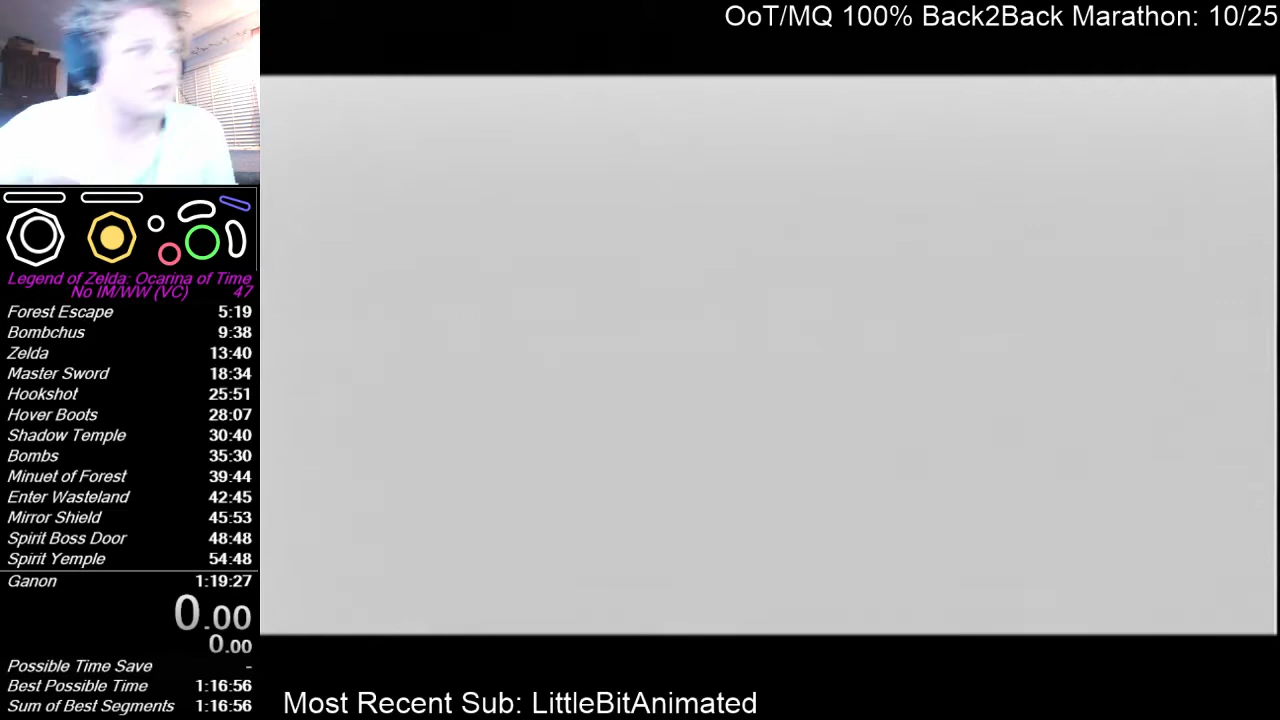 OoT/MQ 100% Back2Back Marathon: 10/25
Legend of Zelda: Ocarina of Time
No IM/WW (VC) 47
Forest Escape 5:19
Bombchus 9:38
Zelda 13:40
Master Sword 18:34
Hookshot 25:51
Hover Boots 28:07
Shadow Temple 30:40
Bombs 35:30
Minuet of Forest 39:44
Enter Wasteland 42:45
Mirror Shield 45:53
Spirit Boss Door 48:48
Spirit Yemple 54:48
Ganon 1:19:27
0.00
0.00
Possible Time Save -
Best Possible Time 1:16:56
Sum of Best Segments 1:16:56
Most Recent Sub: LittleBitAnimated